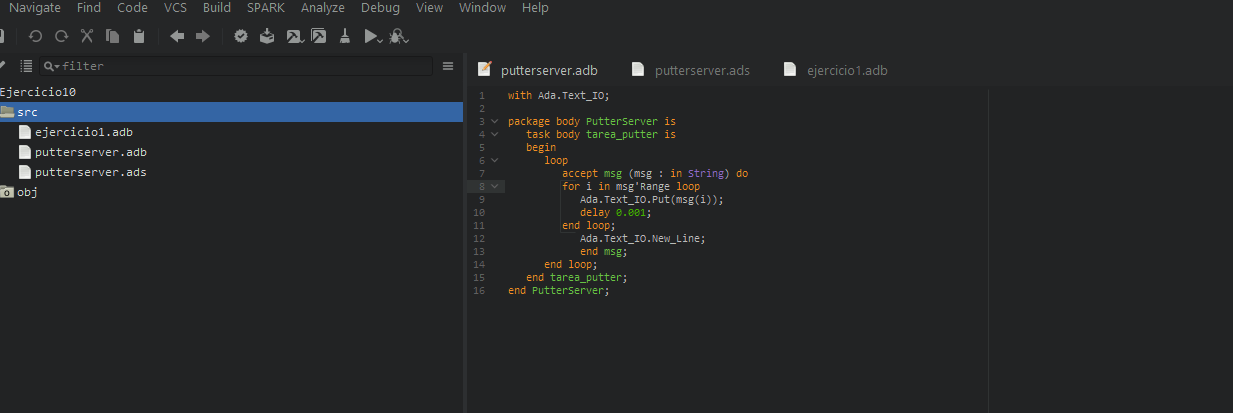 Navigate Find Code VCS Build SPARK Analyze Debug View Window Help
filter
Ejercicio10
src
ejercicio1.adb
putterserver.adb
putterserver.ads
obj
putterserver.adb putterserver.ads ejercicio1.adb
1 with Ada.Text_IO;
2
3 package body PutterServer is
4 task body tarea_putter is
5 begin
6 loop
7 accept msg (msg : in String) do
8 for i in msg'Range loop
9 Ada.Text_IO.Put(msg(i));
10 delay 0.001;
11 end loop;
12 Ada.Text_IO.New_Line;
13 end msg;
14 end loop;
15 end tarea_putter;
16 end PutterServer;